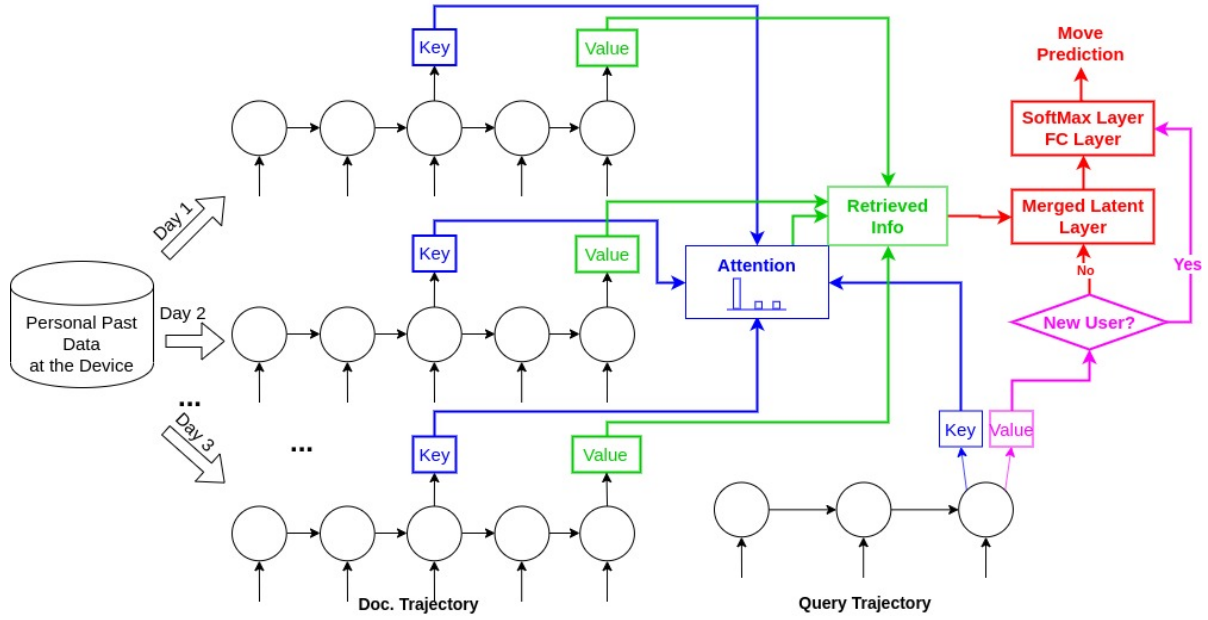 Key
Value
Move
Prediction
SoftMax Layer
FC Layer
Day 1
Key
Value
Retrieved
Info
Merged Latent
Layer
Attention
No
Yes
Personal Past
Data
at the Device
Day 2
New User?
...
Day 3
...
Key
Value
Key
Value
Doc. Trajectory
Query Trajectory